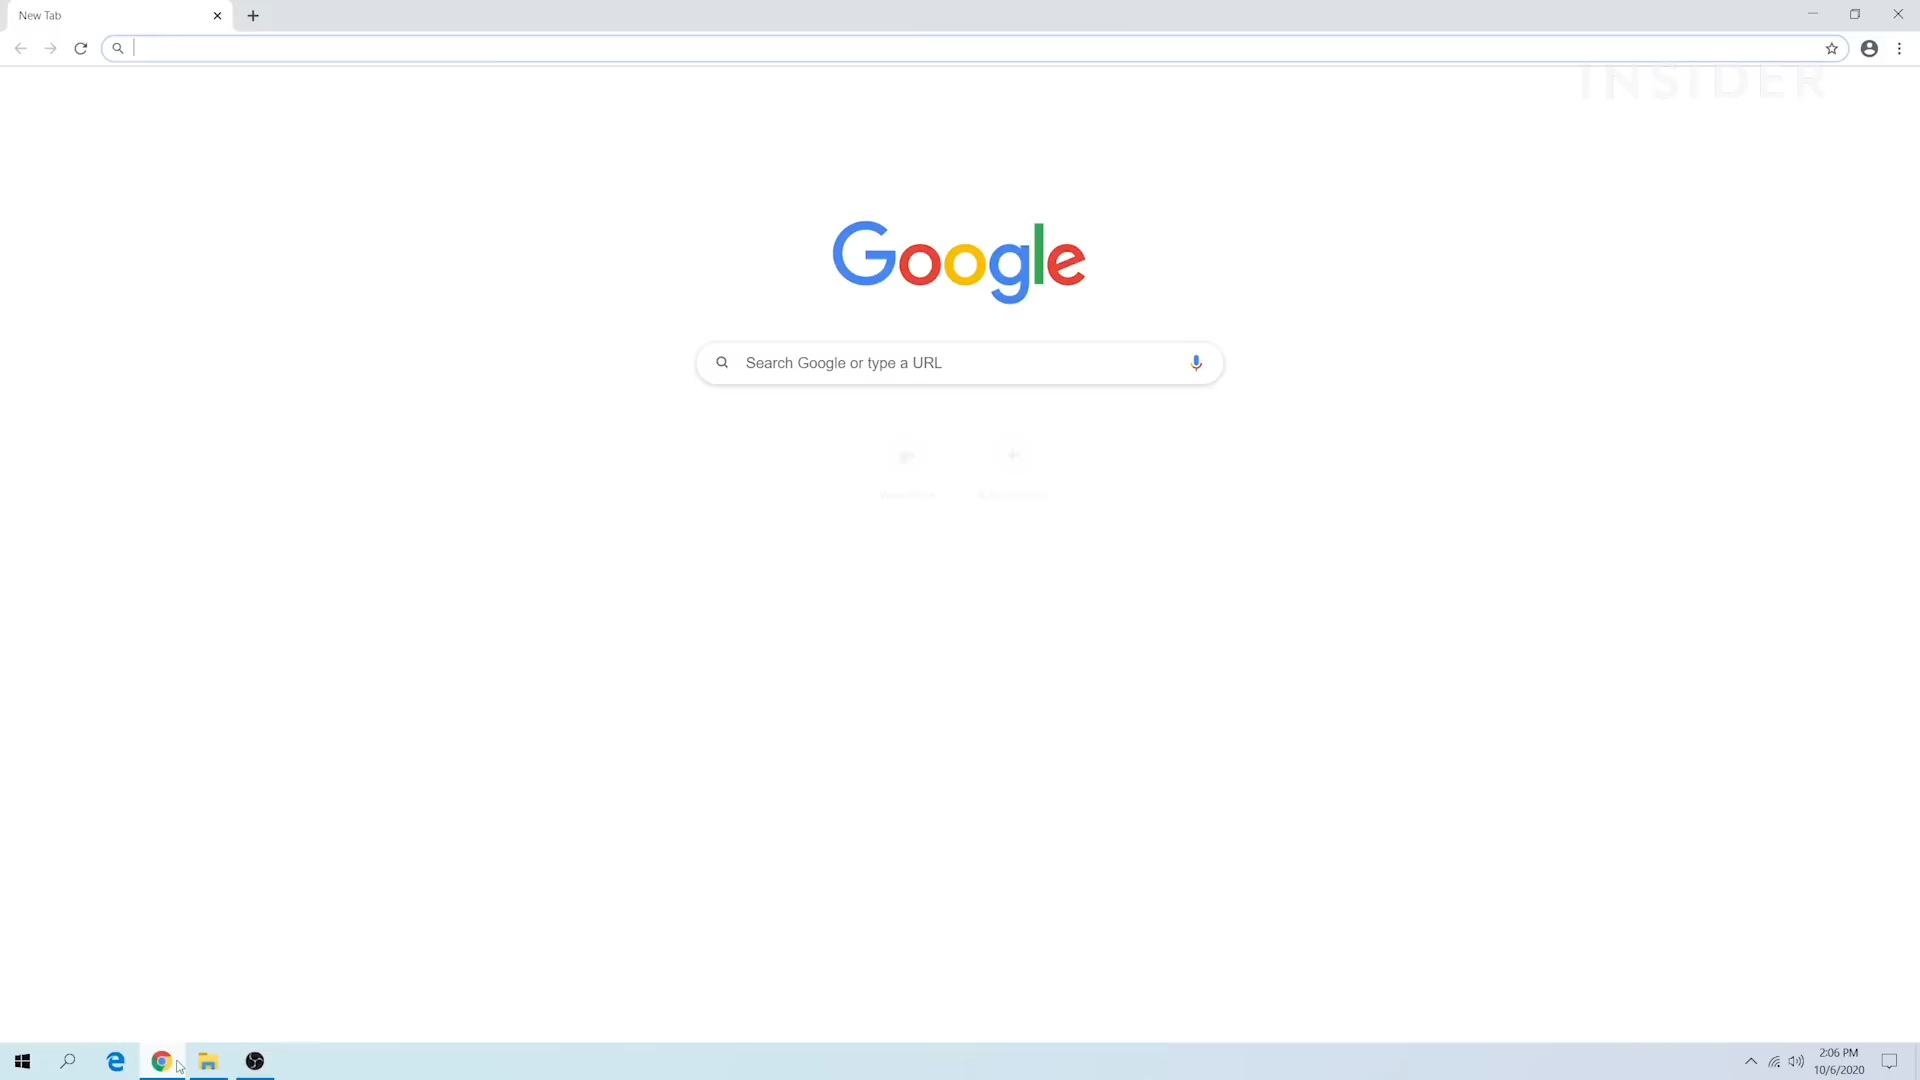 New Tab
INSIDER
Google
Search Google or type a URL
2:06 PM
10/6/2020